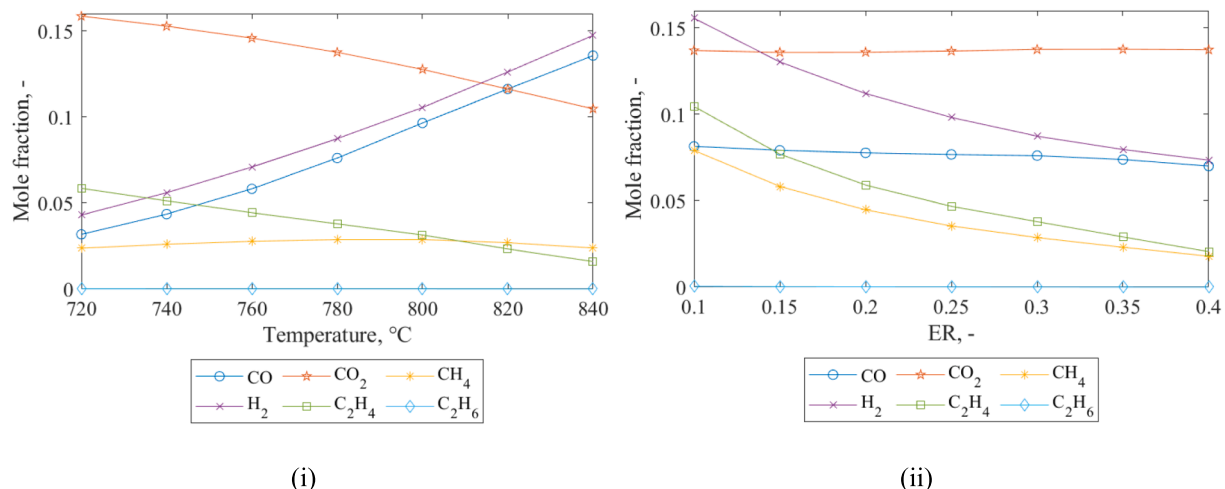 Mole fraction, -
0.15
0.1
0.05
0
720 740 760 780 800 820 840
Temperature, °C
CO CO2 CH4
H2 C2H4 C2H6
(i)
Mole fraction, -
0.15
0.1
0.05
0
0.1 0.15 0.2 0.25 0.3 0.35 0.4
ER, -
CO CO2 CH4
H2 C2H4 C2H6
(ii)